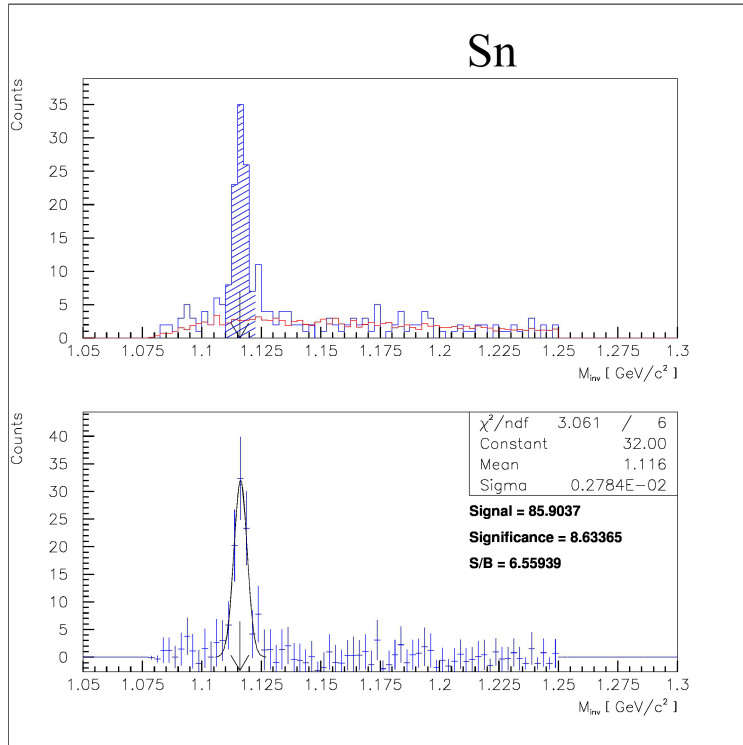 Sn
Counts
35
30
25
20
15
10
5
0
1.05 1.075 1.1 1.125 1.15 1.175 1.2 1.225 1.25 1.275 1.3
M_inv [ GeV/c² ]
Counts
40
35
30
25
20
15
10
5
0
χ²/ndf 3.061 / 6
Constant 32.00
Mean 1.116
Sigma 0.2784E-02
Signal = 85.9037
Significance = 8.63365
S/B = 6.55939
1.05 1.075 1.1 1.125 1.15 1.175 1.2 1.225 1.25 1.275 1.3
M_inv [ GeV/c² ]